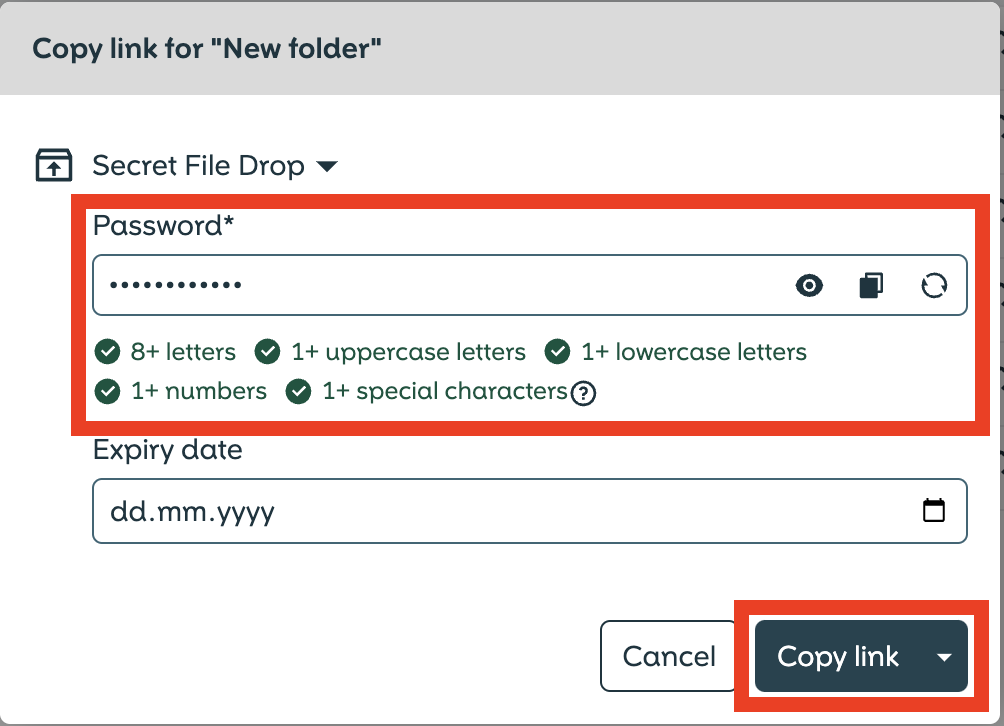 Copy link for "New folder"
Secret File Drop
Password*
••••••••••••
8+ letters 1+ uppercase letters 1+ lowercase letters
1+ numbers 1+ special characters ?
Expiry date
dd.mm.yyyy
Cancel Copy link